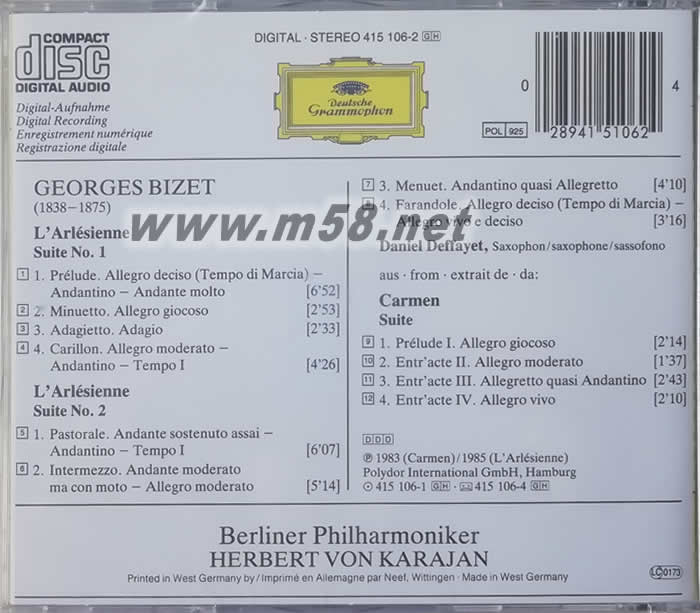 COMPACT
disc
DIGITAL AUDIO
DIGITAL · STEREO 415 106-2 GH
Deutsche
Grammophon
POL 925
0
28941 51062
4
Digital-Aufnahme
Digital Recording
Enregistrement numérique
Registrazione digitale
www.m58.net
GEORGES BIZET
(1838–1875)
L'Arlésienne
Suite No. 1
1 1. Prélude. Allegro deciso (Tempo di Marcia) –
Andantino – Andante molto [6'52]
2 2. Minuetto. Allegro giocoso [2'53]
3 3. Adagietto. Adagio [2'33]
4 4. Carillon. Allegro moderato –
Andantino – Tempo I [4'26]
L'Arlésienne
Suite No. 2
5 1. Pastorale. Andante sostenuto assai –
Andantino – Tempo I [6'07]
6 2. Intermezzo. Andante moderato
ma con moto – Allegro moderato [5'14]
7 3. Menuet. Andantino quasi Allegretto [4'10]
8 4. Farandole. Allegro deciso (Tempo di Marcia) –
Allegro vivo e deciso [3'16]
Daniel Deffayet, Saxophon/saxophone/sassofono
aus · from · extrait de · da:
Carmen
Suite
9 1. Prélude I. Allegro giocoso [2'14]
10 2. Entr'acte II. Allegro moderato [1'37]
11 3. Entr'acte III. Allegretto quasi Andantino [2'43]
12 4. Entr'acte IV. Allegro vivo [2'10]
DDD
℗ 1983 (Carmen)/1985 (L'Arlésienne)
Polydor International GmbH, Hamburg
415 106-1 GH · 415 106-4 GH
Berliner Philharmoniker
HERBERT VON KARAJAN
Printed in West Germany by/Imprimé en Allemagne par Neef, Wittingen · Made in West Germany
LC 0173